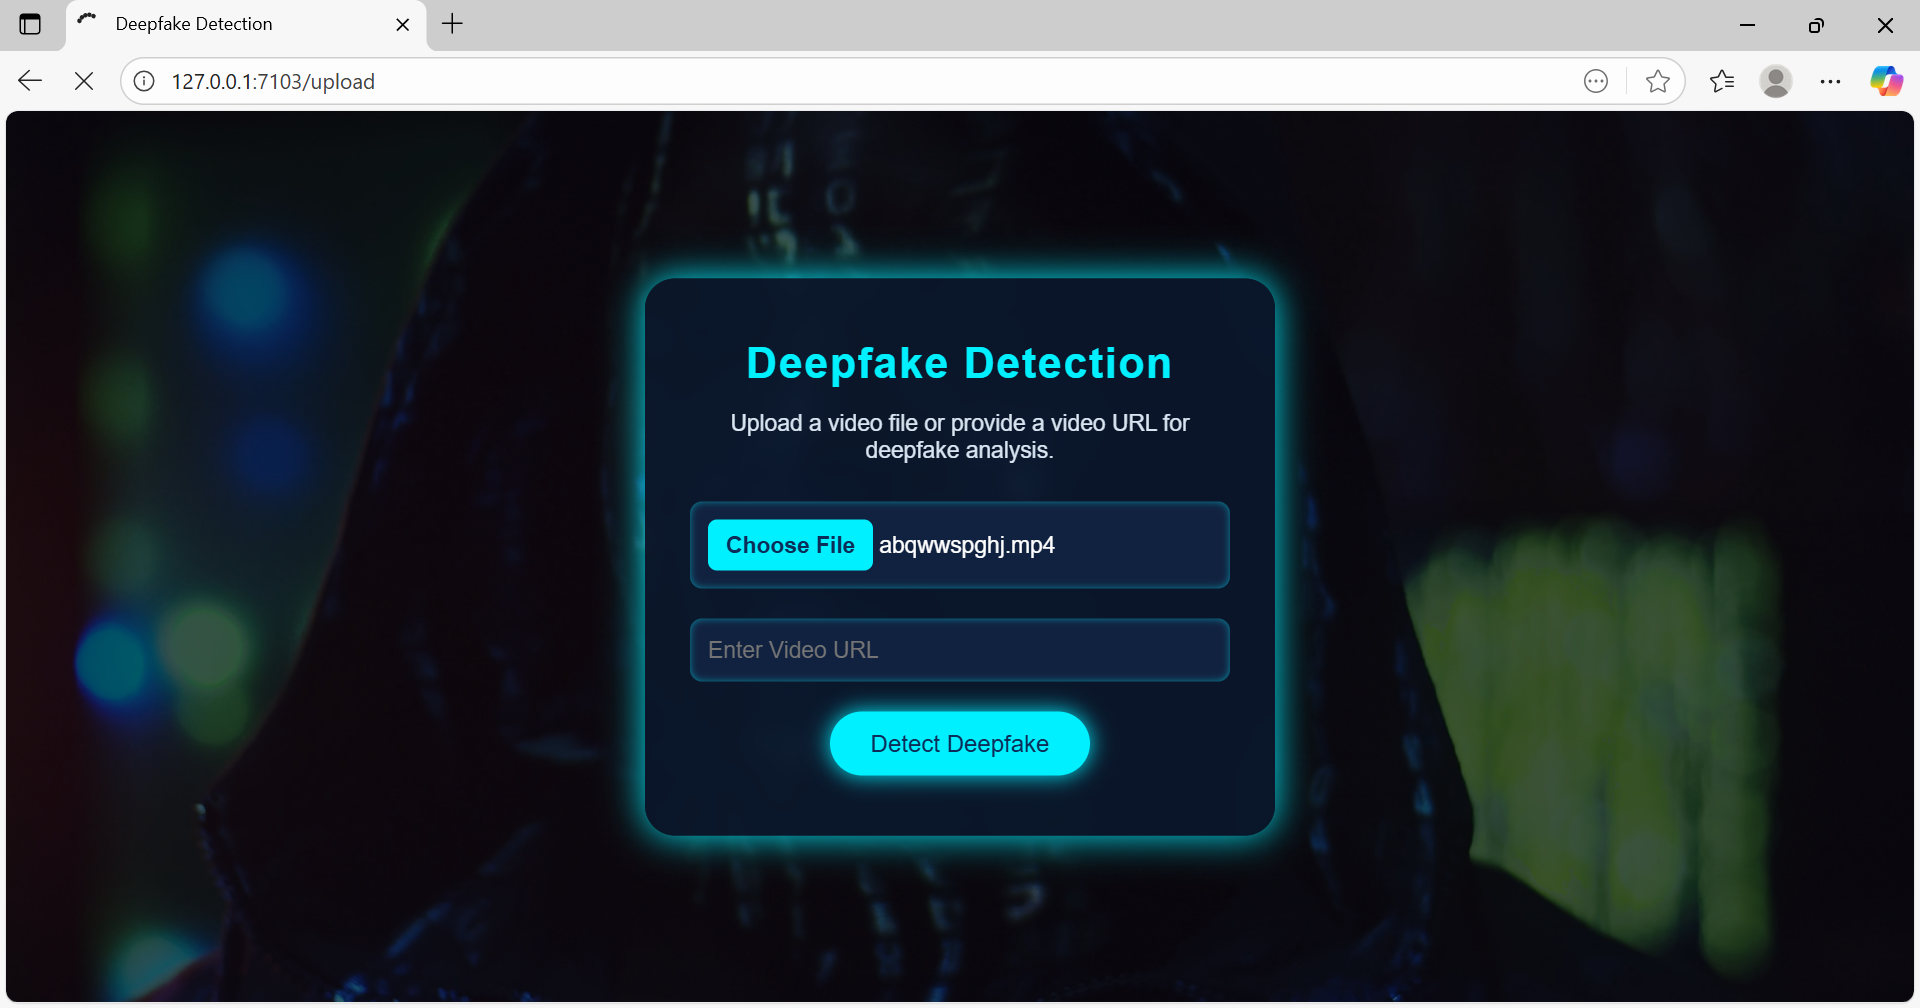 Deepfake Detection
127.0.0.1:7103/upload
Deepfake Detection
Upload a video file or provide a video URL for
deepfake analysis.
Choose File abqwwspghj.mp4
Enter Video URL
Detect Deepfake